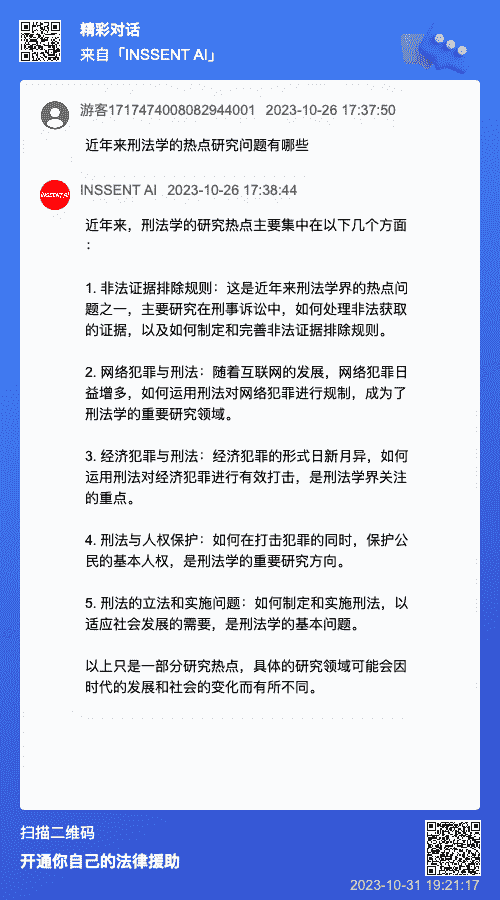 精彩对话
来自「INSSENT AI」
游客1717474008082944001 2023-10-26 17:37:50
近年来刑法学的热点研究问题有哪些
INSSENT AI
INSSENT AI 2023-10-26 17:38:44
近年来，刑法学的研究热点主要集中在以下几个方面
：
1. 非法证据排除规则：这是近年来刑法学界的热点问
题之一，主要研究在刑事诉讼中，如何处理非法获取
的证据，以及如何制定和完善非法证据排除规则。
2. 网络犯罪与刑法：随着互联网的发展，网络犯罪日
益增多，如何运用刑法对网络犯罪进行规制，成为了
刑法学的重要研究领域。
3. 经济犯罪与刑法：经济犯罪的形式日新月异，如何
运用刑法对经济犯罪进行有效打击，是刑法学界关注
的重点。
4. 刑法与人权保护：如何在打击犯罪的同时，保护公
民的基本人权，是刑法学的重要研究方向。
5. 刑法的立法和实施问题：如何制定和实施刑法，以
适应社会发展的需要，是刑法学的基本问题。
以上只是一部分研究热点，具体的研究领域可能会因
时代的发展和社会的变化而有所不同。
扫描二维码
开通你自己的法律援助
2023-10-31 19:21:17